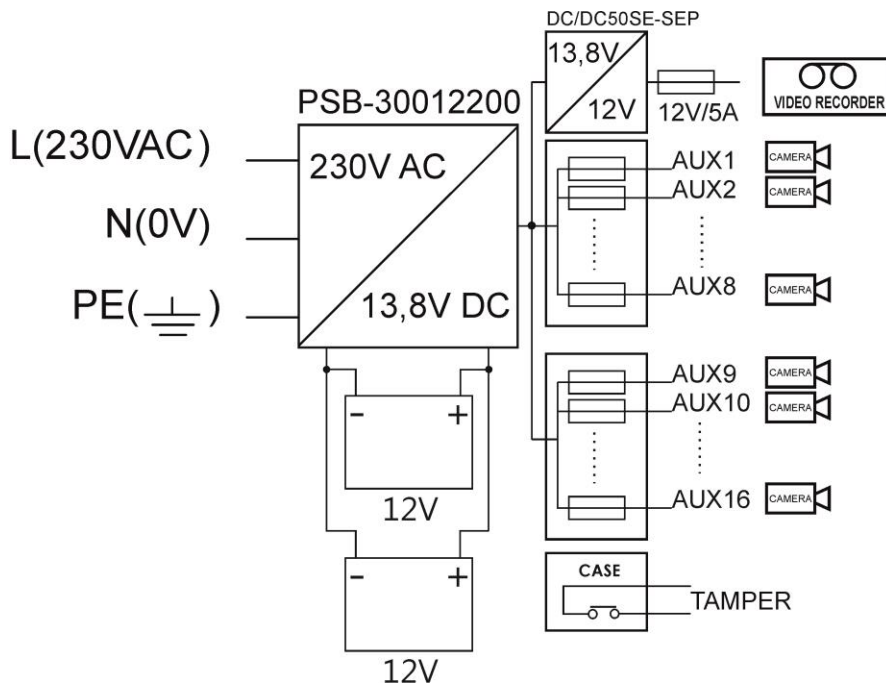 DC/DC50SE-SEP
13,8V
12V
12V/5A
VIDEO RECORDER
PSB-30012200
L(230VAC)
N(0V)
PE( )
230V AC
13,8V DC
AUX1
CAMERA
AUX2
CAMERA
AUX8
CAMERA
AUX9
CAMERA
AUX10
CAMERA
AUX16
CAMERA
- +
12V
- +
12V
CASE
TAMPER